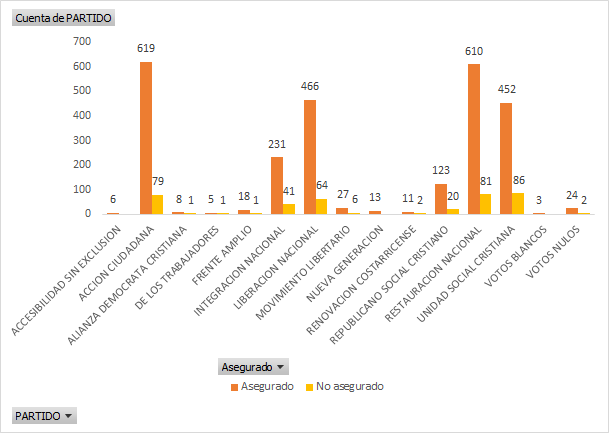 Cuenta de PARTIDO
700
600
500
400
300
200
100
0
6
619
79
8
1
5
1
18
1
231
41
466
64
27
6
13
11
2
123
20
610
81
452
86
3
24
2
ACCESIBILIDAD SIN EXCLUSION
ACCION CIUDADANA
ALIANZA DEMOCRATA CRISTIANA
DE LOS TRABAJADORES
FRENTE AMPLIO
INTEGRACION NACIONAL
LIBERACION NACIONAL
MOVIMIENTO LIBERTARIO
NUEVA GENERACION
RENOVACION COSTARRICENSE
REPUBLICANO SOCIAL CRISTIANO
RESTAURACION NACIONAL
UNIDAD SOCIAL CRISTIANA
VOTOS BLANCOS
VOTOS NULOS
Asegurado
Asegurado No asegurado
PARTIDO